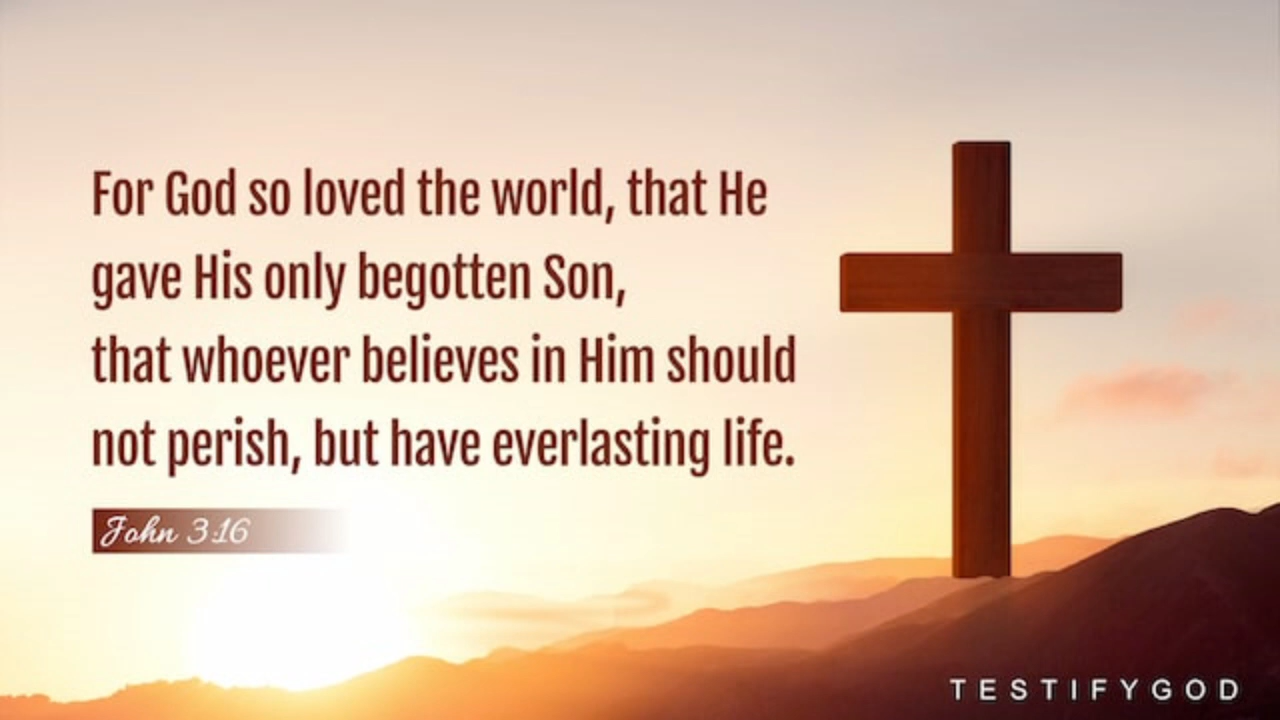 For God so loved the world, that He
gave His only begotten Son,
that whoever believes in Him should
not perish, but have everlasting life.
John 3:16
TESTIFYGOD